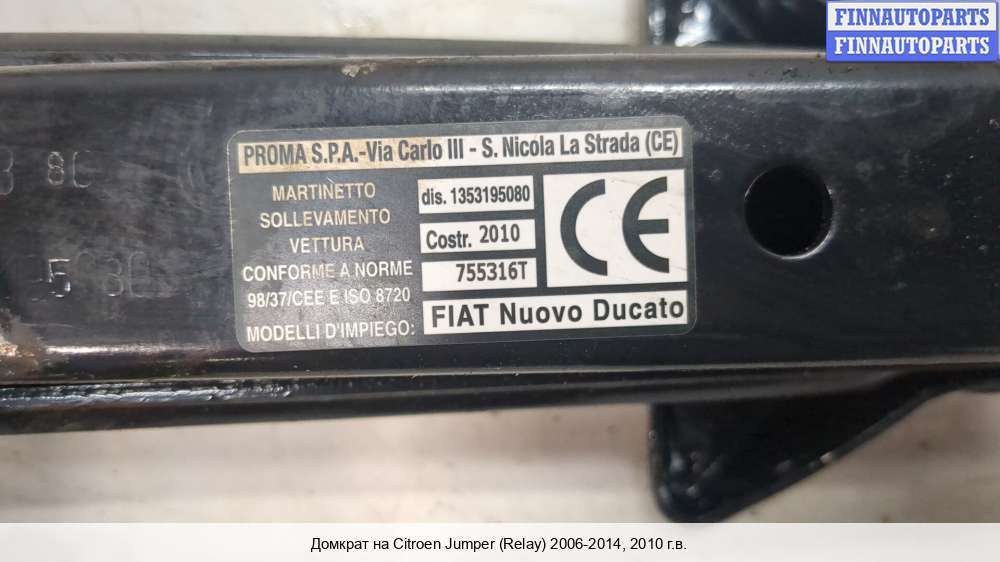 FINNAUTOPARTS
FINNAUTOPARTS
PROMA S.P.A.-Via Carlo III - S. Nicola La Strada (CE)
MARTINETTO
SOLLEVAMENTO
VETTURA
CONFORME A NORME
98/37/CEE E ISO 8720
MODELLI D'IMPIEGO:
dis. 1353195080
Costr. 2010
755316T
CE
FIAT Nuovo Ducato
Домкрат на Citroen Jumper (Relay) 2006-2014, 2010 г.в.